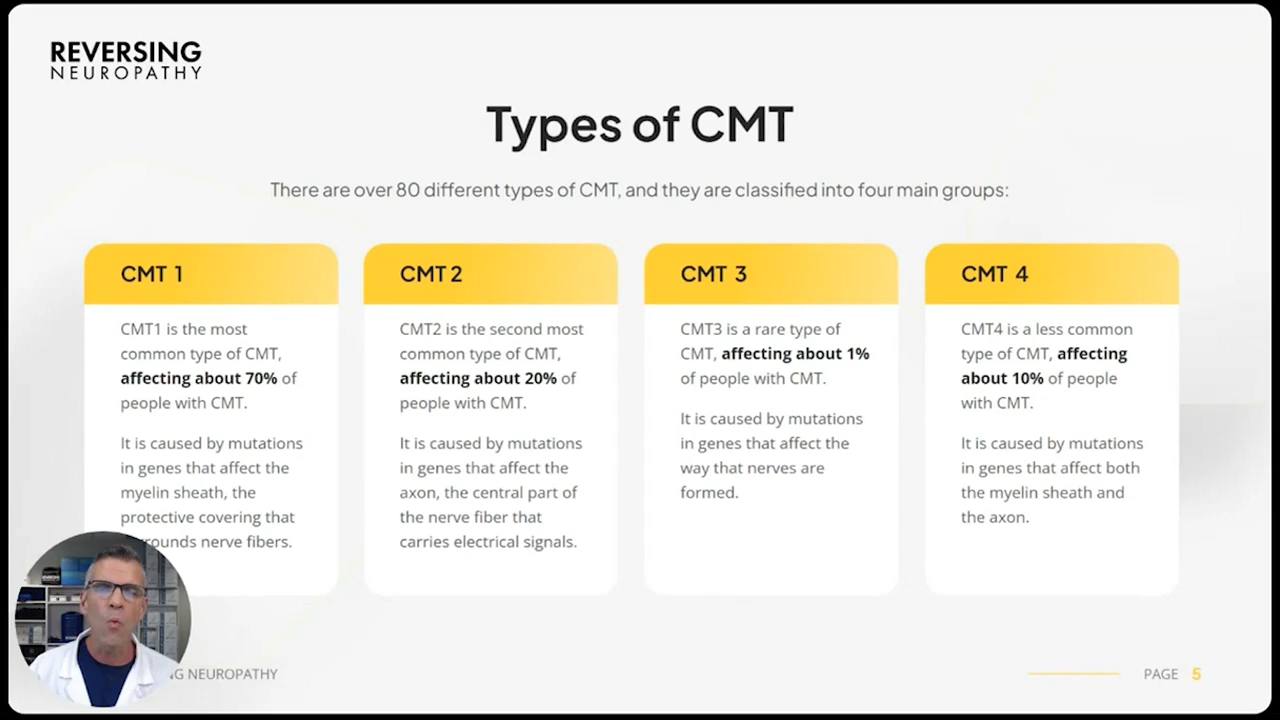 REVERSING
NEUROPATHY
Types of CMT
There are over 80 different types of CMT, and they are classified into four main groups:
CMT 1
CMT1 is the most
common type of CMT,
affecting about 70% of
people with CMT.
It is caused by mutations
in genes that affect the
myelin sheath, the
protective covering that
nerve fibers.
CMT 2
CMT2 is the second most
common type of CMT,
affecting about 20% of
people with CMT.
It is caused by mutations
in genes that affect the
axon, the central part of
the nerve fiber that
carries electrical signals.
CMT 3
CMT3 is a rare type of
CMT, affecting about 1%
of people with CMT.
It is caused by mutations
in genes that affect the
way that nerves are
formed.
CMT 4
CMT4 is a less common
type of CMT, affecting
about 10% of people
with CMT.
It is caused by mutations
in genes that affect both
the myelin sheath and
the axon.
NEUROPATHY
PAGE 5